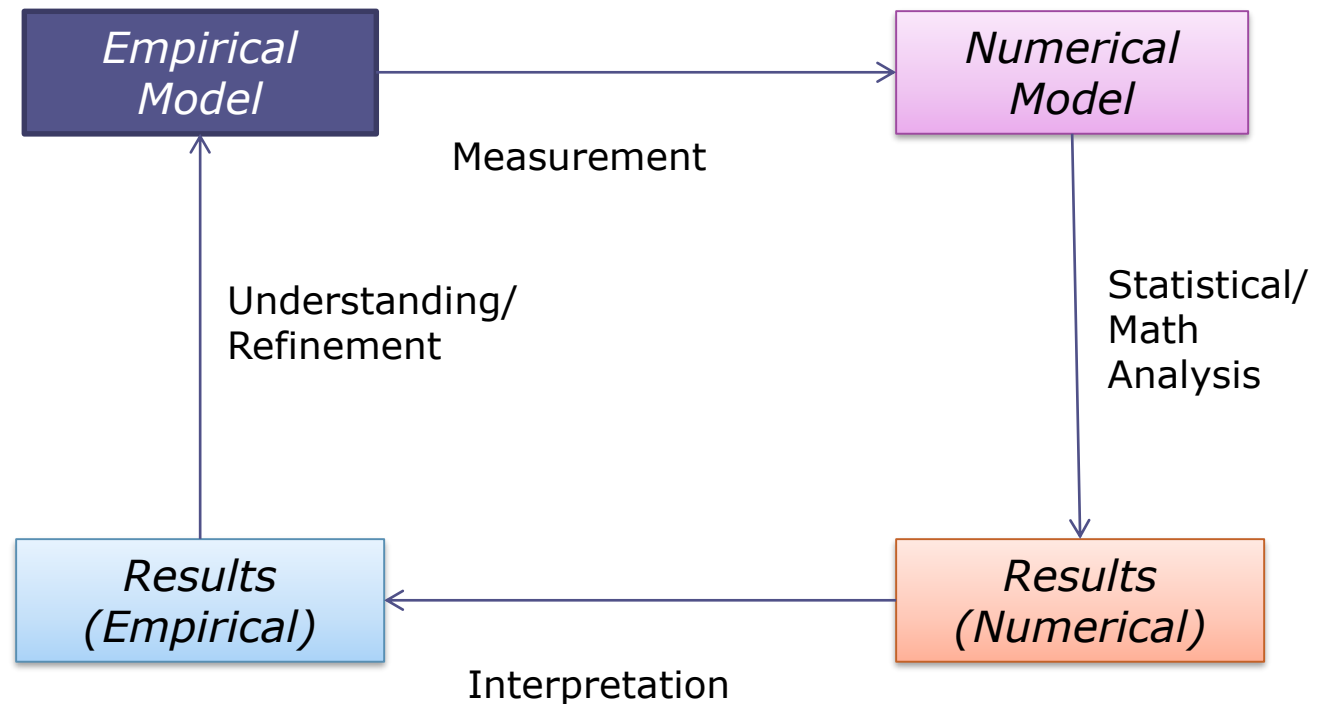 Empirical
Model
Numerical
Model
Measurement
Understanding/
Refinement
Statistical/
Math
Analysis
Results
(Empirical)
Results
(Numerical)
Interpretation